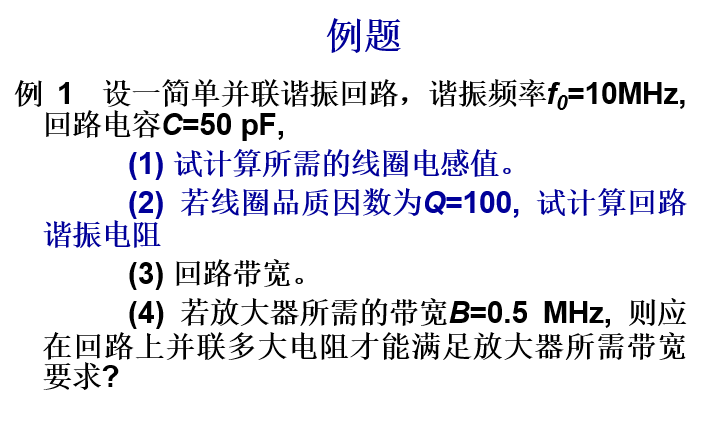 例题
例 1 设一简单并联谐振回路，谐振频率f0=10MHz,
回路电容C=50 pF,
(1) 试计算所需的线圈电感值。
(2) 若线圈品质因数为Q=100, 试计算回路
谐振电阻
(3) 回路带宽。
(4) 若放大器所需的带宽B=0.5 MHz, 则应
在回路上并联多大电阻才能满足放大器所需带宽
要求?